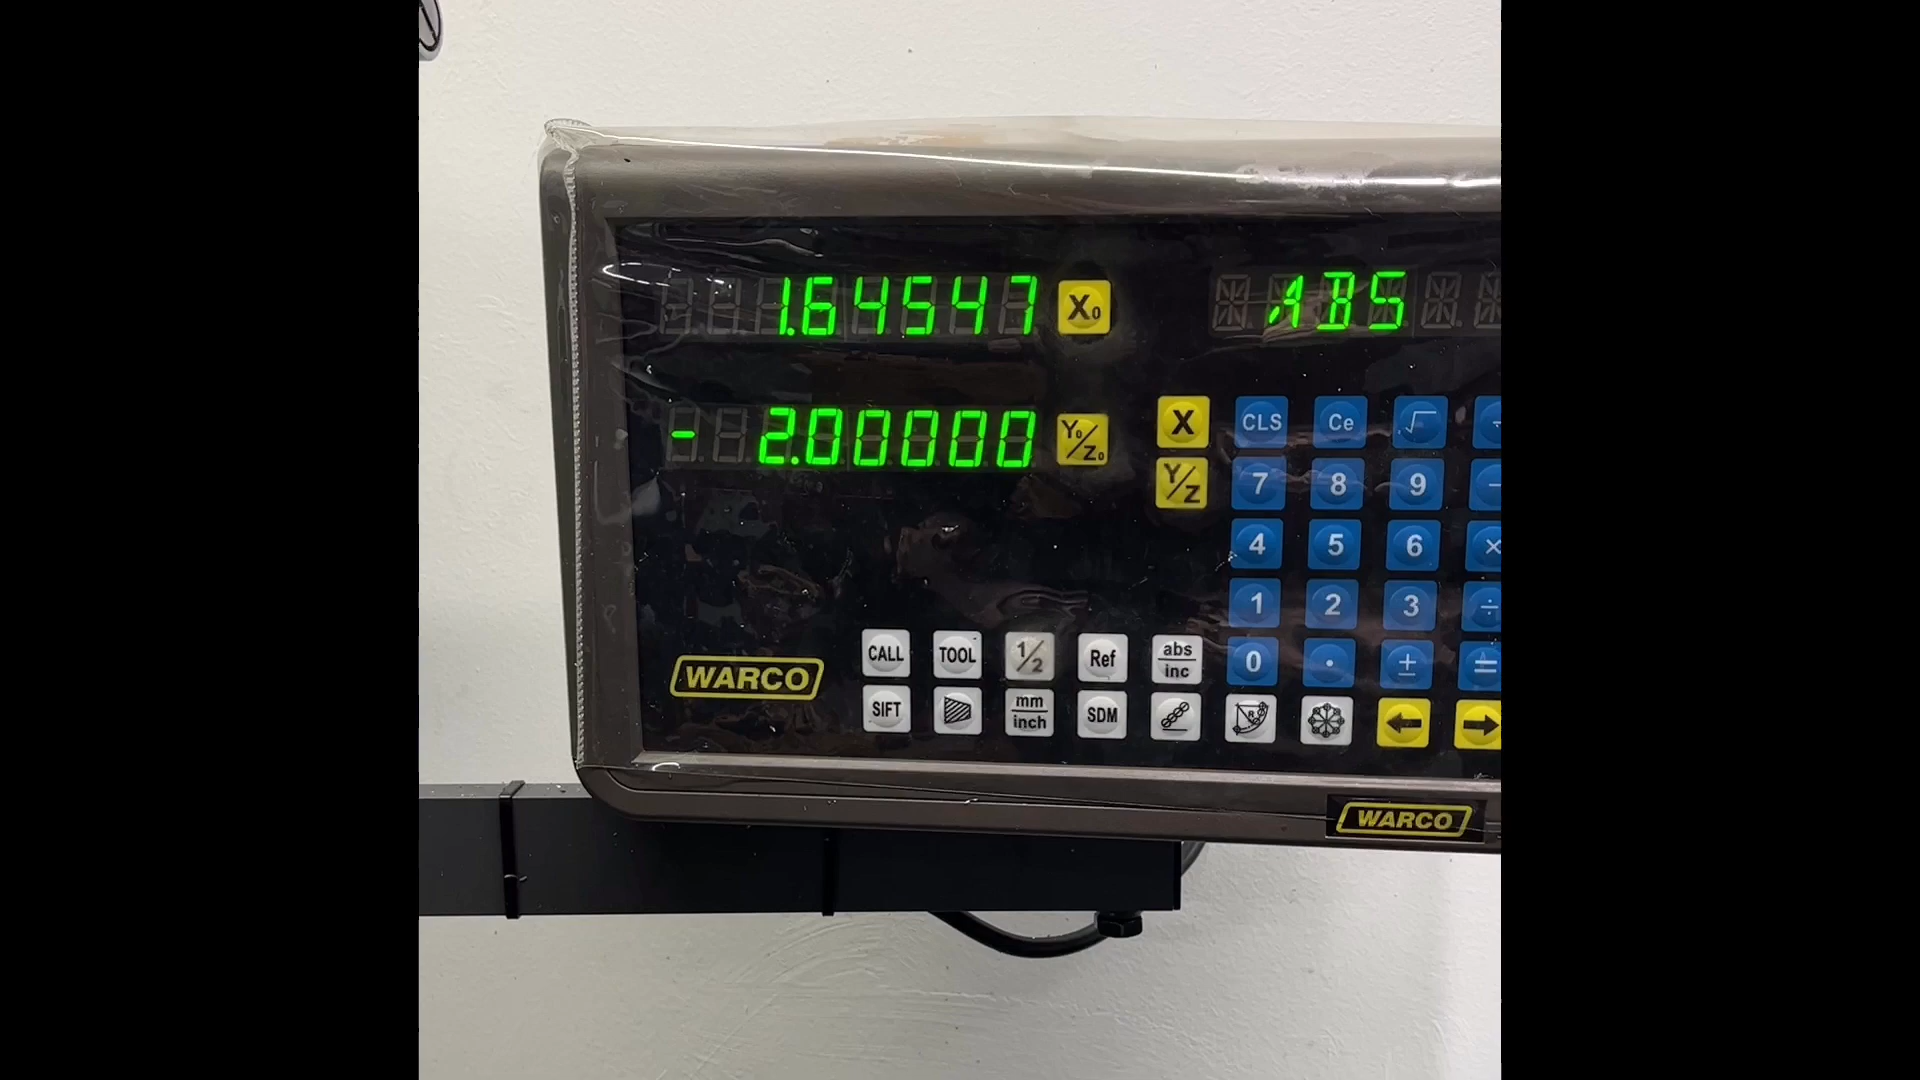 1.64547 X0 ABS
- 2.00000 Y0/Z0
X CLS Ce √
Y/Z 7 8 9 −
4 5 6 ×
1 2 3 ÷
CALL TOOL 1/2 Ref abs/inc 0 . ± =
WARCO
SIFT mm/inch SDM R ← →
WARCO